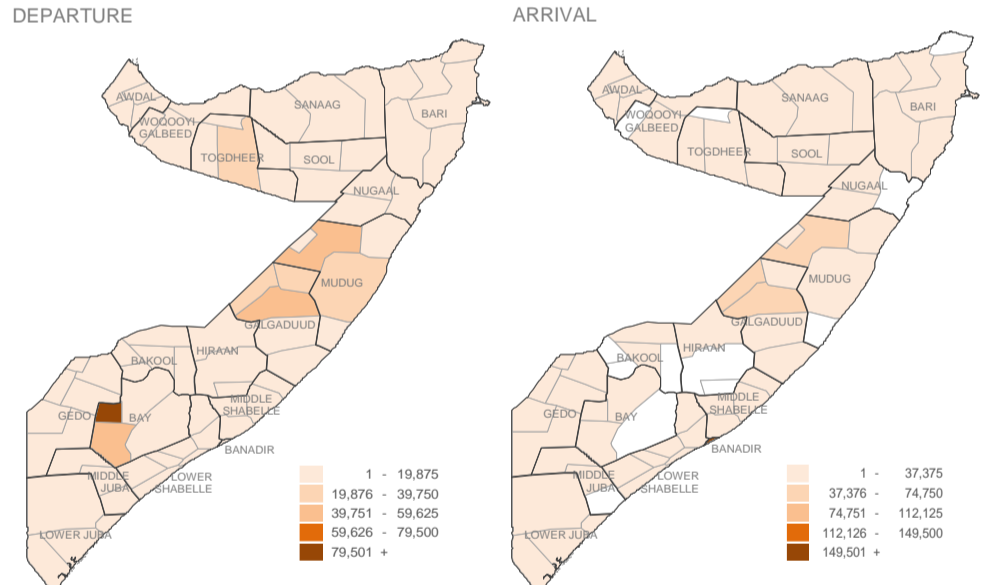 DEPARTURE
AWDAL
WOQOOYI
GALBEED
TOGDHEER
SANAAG
SOOL
BARI
NUGAAL
MUDUG
GALGADUUD
HIRAAN
BAKOOL
GEDO
BAY
MIDDLE
SHABELLE
BANADIR
MIDDLE
JUBA
LOWER
SHABELLE
LOWER JUBA
1 - 19,875
19,876 - 39,750
39,751 - 59,625
59,626 - 79,500
79,501 +
ARRIVAL
AWDAL
WOQOOYI
GALBEED
TOGDHEER
SANAAG
SOOL
BARI
NUGAAL
MUDUG
GALGADUUD
HIRAAN
BAKOOL
GEDO
BAY
MIDDLE
SHABELLE
BANADIR
MIDDLE
JUBA
LOWER
SHABELLE
LOWER JUBA
1 - 37,375
37,376 - 74,750
74,751 - 112,125
112,126 - 149,500
149,501 +